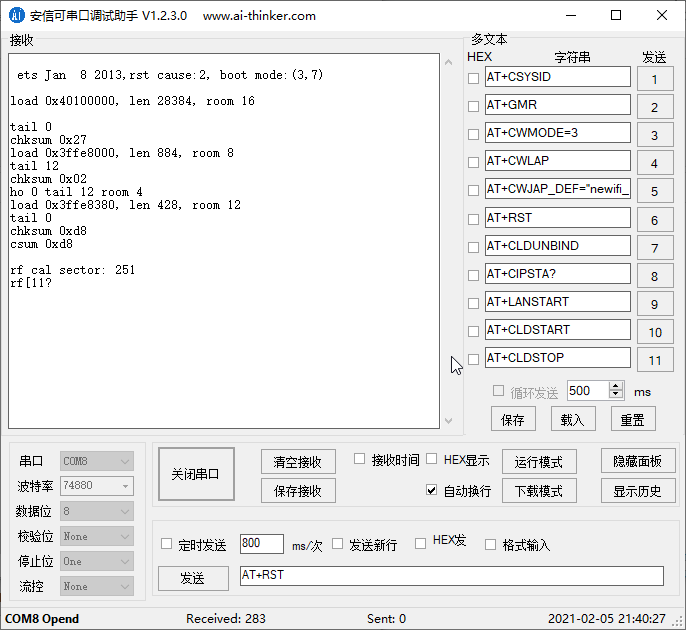 安信可串口调试助手 V1.2.3.0 www.ai-thinker.com
接收
ets Jan  8 2013,rst cause:2, boot mode:(3,7)
load 0x40100000, len 28384, room 16
tail 0
chksum 0x27
load 0x3ffe8000, len 884, room 8
tail 12
chksum 0x02
ho 0 tail 12 room 4
load 0x3ffe8380, len 428, room 12
tail 0
chksum 0xd8
csum 0xd8
rf cal sector: 251
rf[11?
多文本
HEX 字符串 发送
AT+CSYSID 1
AT+GMR 2
AT+CWMODE=3 3
AT+CWLAP 4
AT+CWJAP_DEF="newifi_ 5
AT+RST 6
AT+CLDUNBIND 7
AT+CIPSTA? 8
AT+LANSTART 9
AT+CLDSTART 10
AT+CLDSTOP 11
循环发送 500 ms
保存 载入 重置
串口 COM8
波特率 74880
数据位 8
校验位 None
停止位 One
流控 None
关闭串口
清空接收 接收时间 HEX显示 运行模式 隐藏面板
保存接收 自动换行 下载模式 显示历史
定时发送 800 ms/次 发送新行 HEX发 格式输入
发送 AT+RST
COM8 Opend Received: 283 Sent: 0 2021-02-05 21:40:27